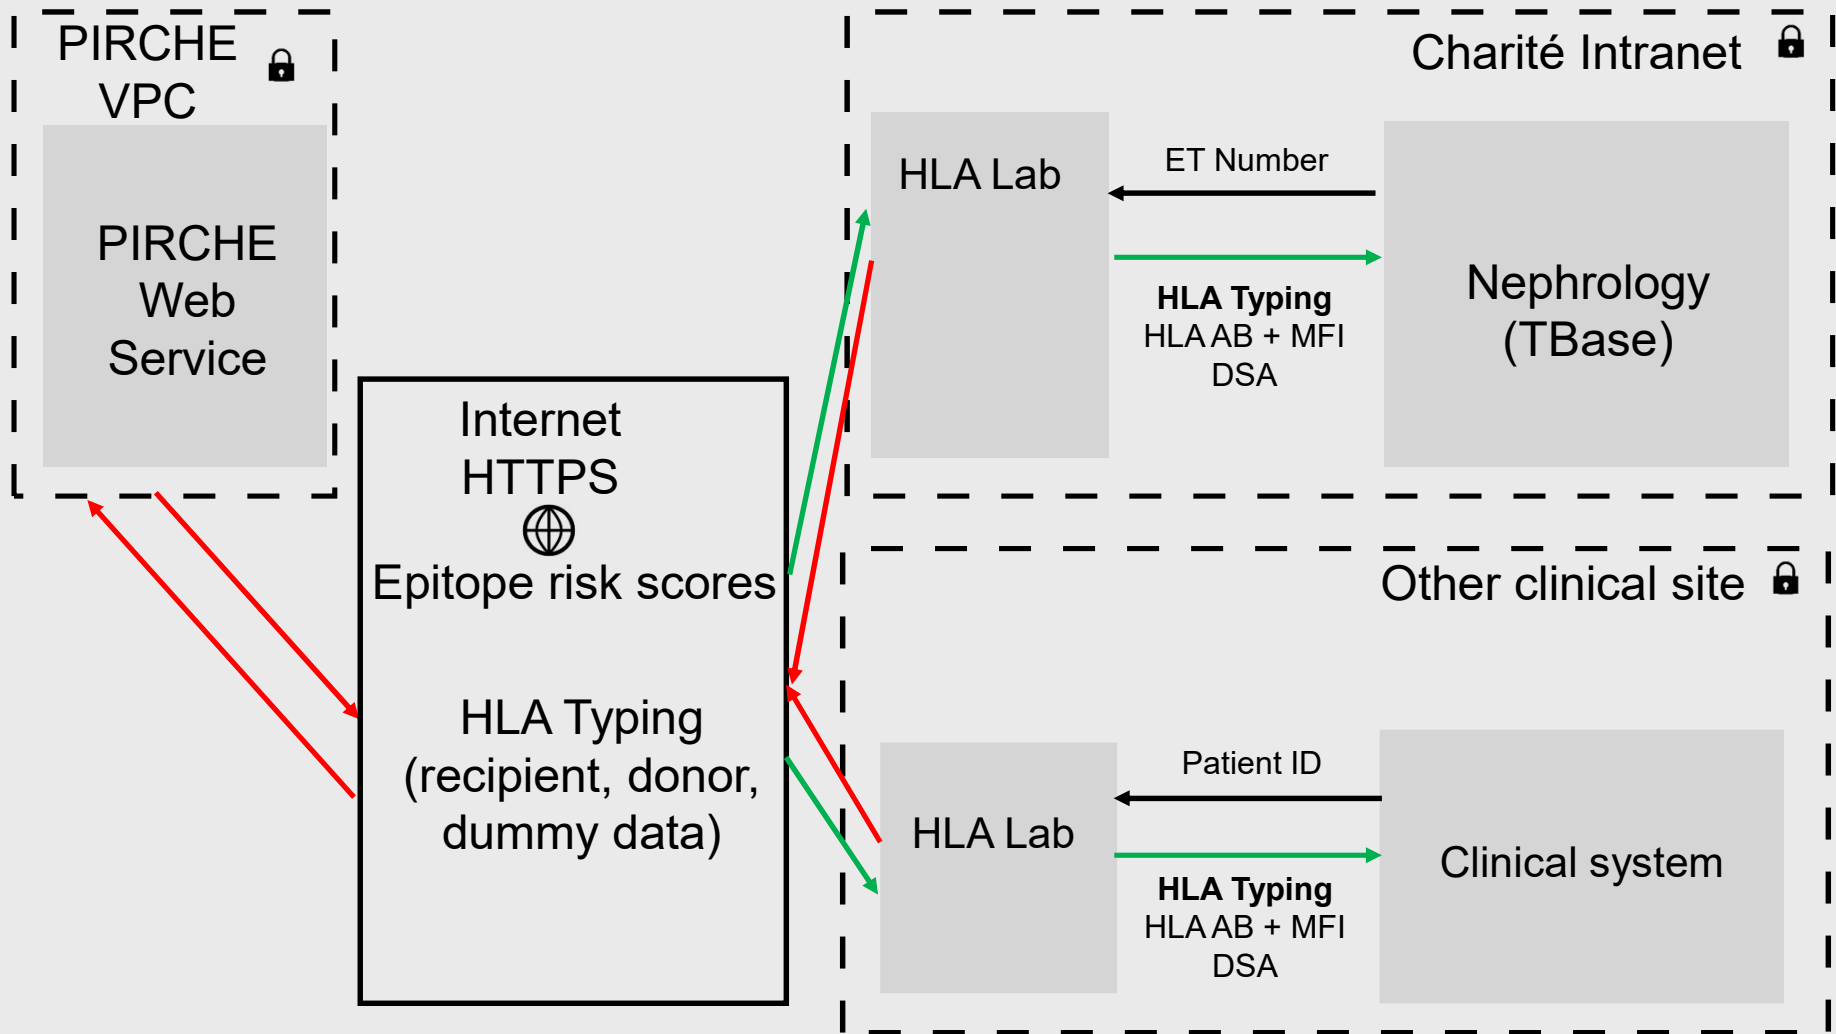 PIRCHE
VPC
PIRCHE
Web
Service
Internet
HTTPS
Epitope risk scores
HLA Typing
(recipient, donor,
dummy data)
Charité Intranet
HLA Lab
ET Number
HLA Typing
HLA AB + MFI
DSA
Nephrology
(TBase)
Other clinical site
HLA Lab
Patient ID
HLA Typing
HLA AB + MFI
DSA
Clinical system